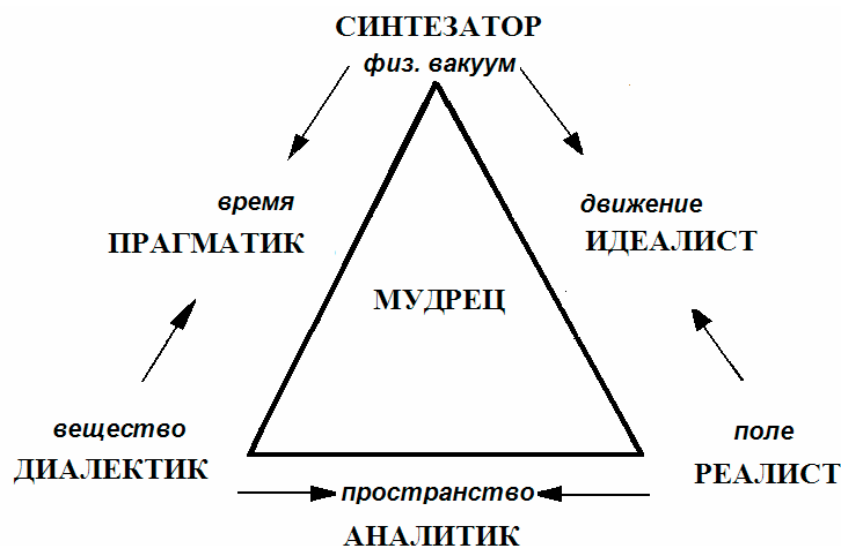 СИНТЕЗАТОР
физ. вакуум
время
ПРАГМАТИК
движение
ИДЕАЛИСТ
МУДРЕЦ
вещество
ДИАЛЕКТИК
поле
РЕАЛИСТ
пространство
АНАЛИТИК